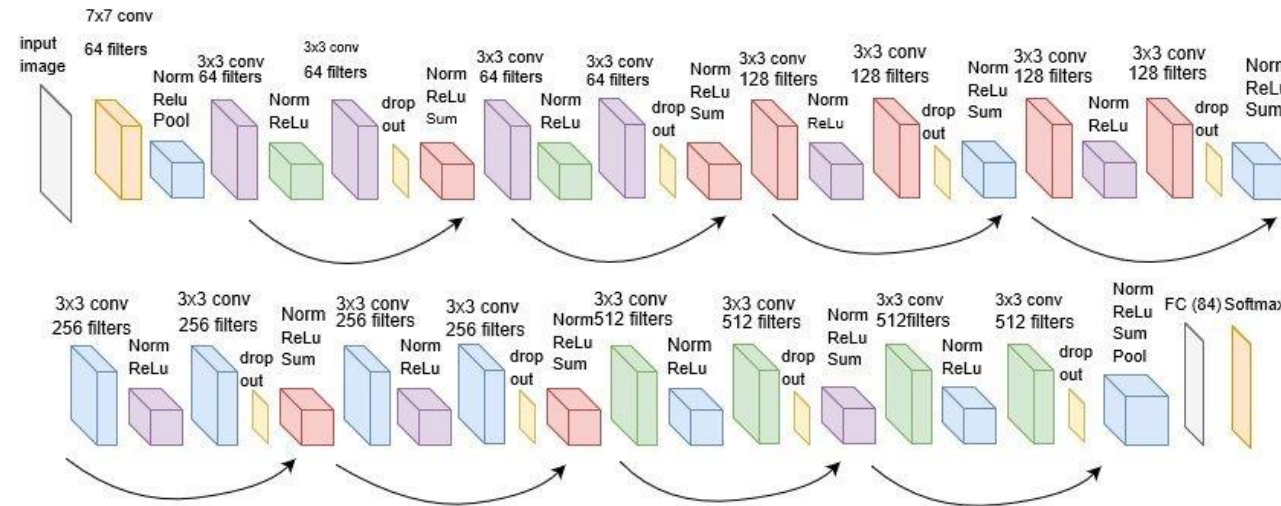 input
image
7x7 conv
64 filters
Norm
Relu
Pool
3x3 conv
64 filters
Norm
ReLu
3x3 conv
64 filters
drop
out
Norm
ReLu
Sum
3x3 conv
64 filters
Norm
ReLu
3x3 conv
64 filters
drop
out
Norm
ReLu
Sum
3x3 conv
128 filters
Norm
ReLu
3x3 conv
128 filters
drop
out
Norm
ReLu
Sum
3x3 conv
128 filters
Norm
ReLu
3x3 conv
128 filters
drop
out
Norm
ReLu
Sum
3x3 conv
256 filters
Norm
ReLu
3x3 conv
256 filters
drop
out
Norm
ReLu
Sum
3x3 conv
256 filters
Norm
ReLu
3x3 conv
256 filters
drop
out
Norm
ReLu
Sum
3x3 conv
512 filters
Norm
ReLu
3x3 conv
512 filters
drop
out
Norm
ReLu
Sum
3x3 conv
512filters
Norm
ReLu
3x3 conv
512 filters
drop
out
Norm
ReLu
Sum
Pool
FC (84)
Softmax